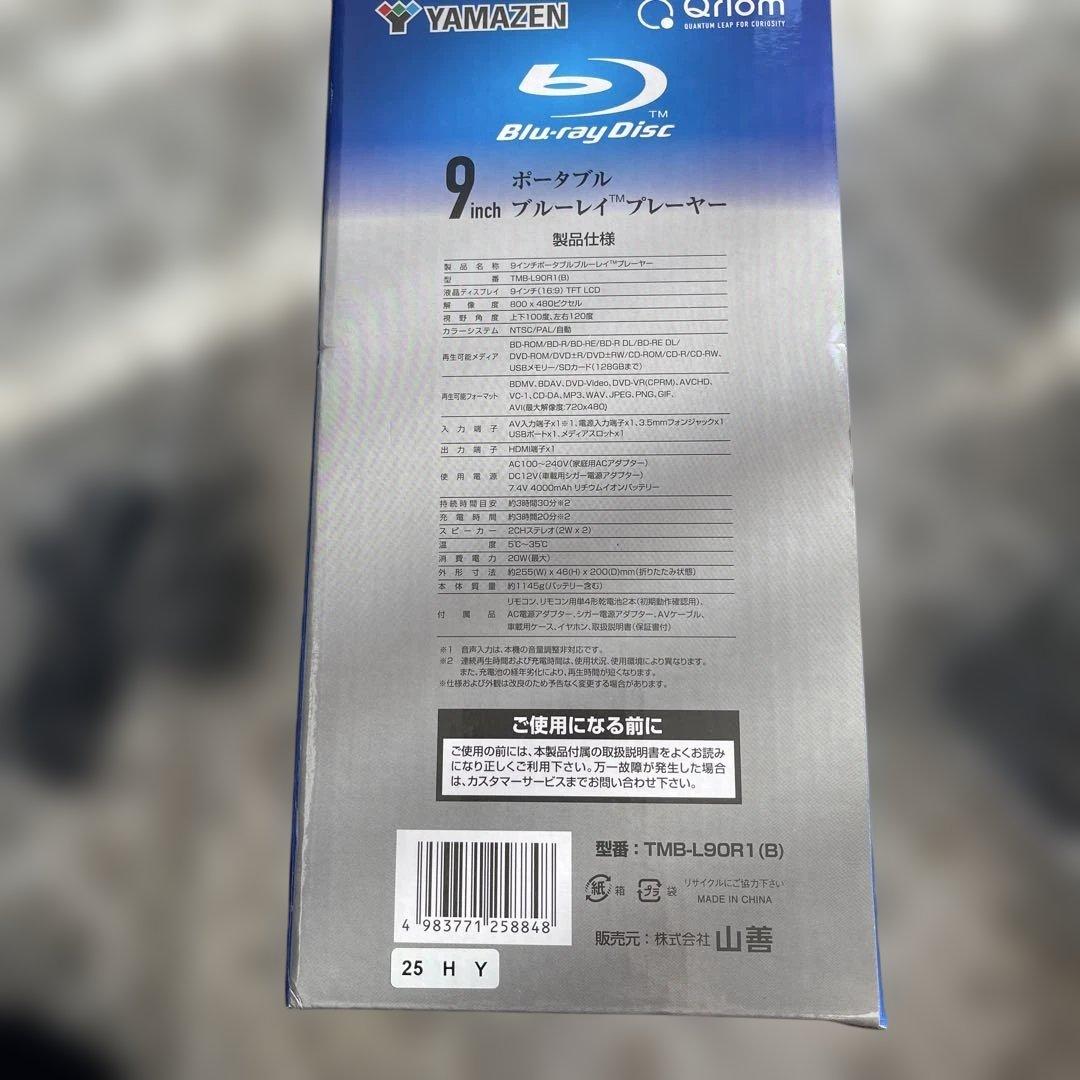 YAMAZEN
Qriom
QUANTUM LEAP FOR CURIOSITY
Blu-ray Disc TM
9inch ポータブル
ブルーレイ™プレーヤー
製品仕様
製品名称 9インチポータブルブルーレイ™プレーヤー
型番 TMB-L90R1(B)
液晶ディスプレイ 9インチ(16:9) TFT LCD
解像度 800 x 480ピクセル
視野角度 上下100度、左右120度
カラーシステム NTSC/PAL/自動
再生可能メディア BD-ROM/BD-R/BD-RE/BD-R DL/BD-RE DL/
DVD-ROM/DVD±R/DVD±RW/CD-ROM/CD-R/CD-RW、
USBメモリー/SDカード(128GBまで)
再生可能フォーマット BDMV、BDAV、DVD-Video、DVD-VR(CPRM)、AVCHD、
VC-1、CD-DA、MP3、WAV、JPEG、PNG、GIF、
AVI(最大解像度:720x480)
入力端子 AV入力端子x1※1、電源入力端子x1、3.5mmフォンジャックx1
USBポートx1、メディアスロットx1
出力端子 HDMI端子x1
使用電源 AC100～240V(家庭用ACアダプター)
DC12V(車載用シガー電源アダプター)
7.4V 4000mAh リチウムイオンバッテリー
持続時間目安 約3時間30分※2
充電時間 約3時間20分※2
スピーカー 2CHステレオ(2W x 2)
温度 5℃～35℃
消費電力 20W(最大)
外形寸法 約255(W) x 46(H) x 200(D)mm(折りたたみ状態)
本体質量 約1145g(バッテリー含む)
付属品 リモコン、リモコン用単4形乾電池2本(初期動作確認用)、
AC電源アダプター、シガー電源アダプター、AVケーブル、
車載用ケース、イヤホン、取扱説明書(保証書付)
※1 音声入力は、本機の音量調整非対応です。
※2 連続再生時間および充電時間は、使用状況、使用環境により異なります。
また、充電池の経年劣化により、再生時間が短くなります。
※仕様および外観は改良のため予告なく変更する場合があります。
ご使用になる前に
ご使用の前には、本製品付属の取扱説明書をよくお読み
になり正しくご利用下さい。万一故障が発生した場合
は、カスタマーサービスまでお問い合わせ下さい。
型番：TMB-L90R1(B)
紙 箱 プラ 袋 リサイクルにご協力下さい
MADE IN CHINA
4 983771 258848
販売元：株式会社 山善
25 H Y